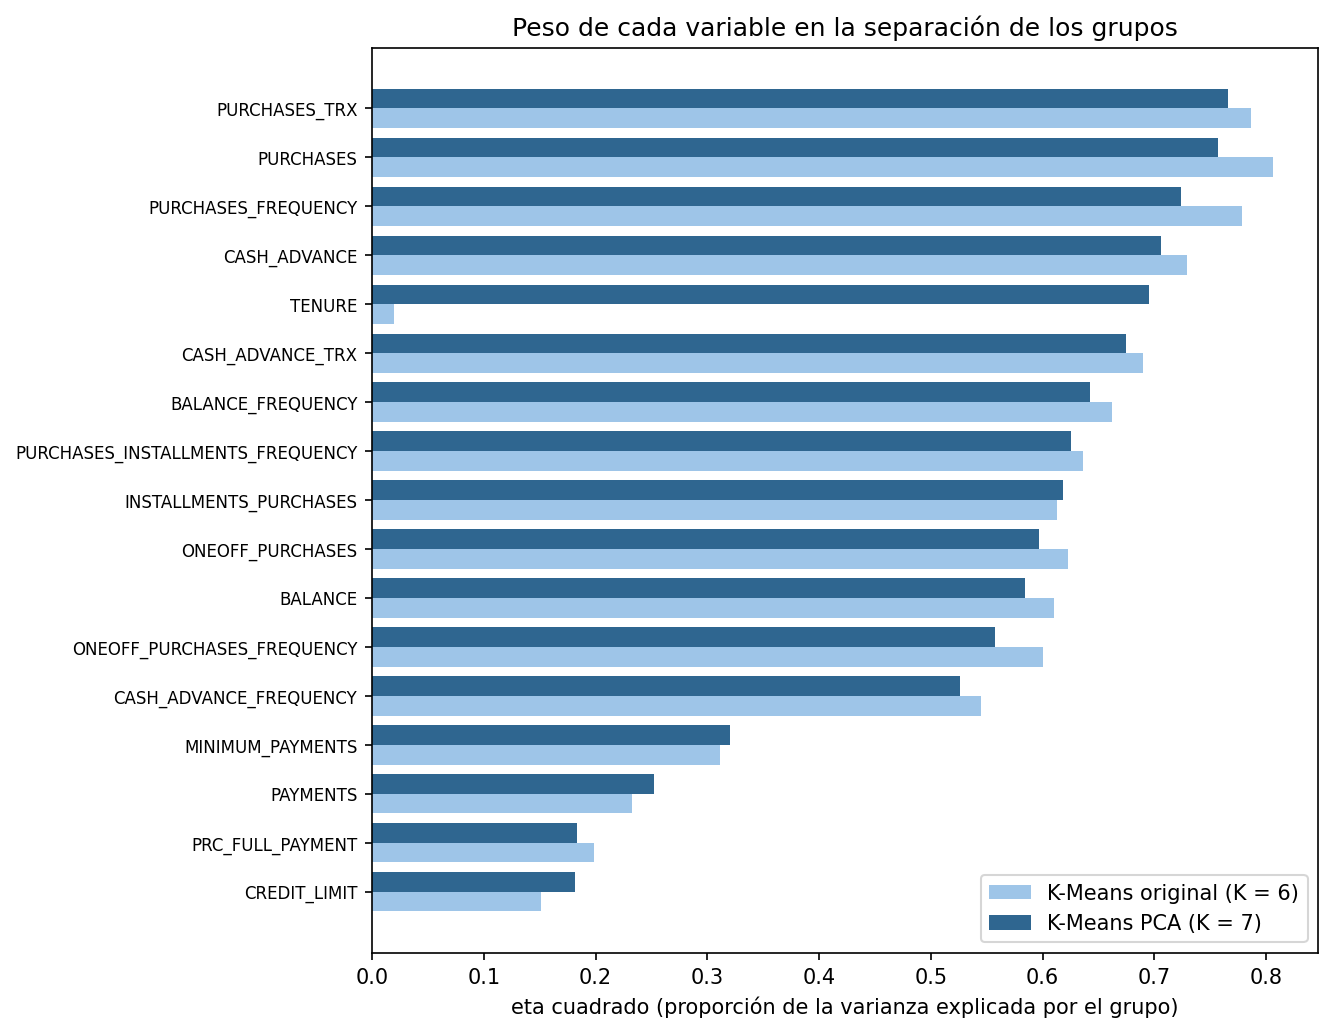 Peso de cada variable en la separación de los grupos
PURCHASES_TRX
PURCHASES
PURCHASES_FREQUENCY
CASH_ADVANCE
TENURE
CASH_ADVANCE_TRX
BALANCE_FREQUENCY
PURCHASES_INSTALLMENTS_FREQUENCY
INSTALLMENTS_PURCHASES
ONEOFF_PURCHASES
BALANCE
ONEOFF_PURCHASES_FREQUENCY
CASH_ADVANCE_FREQUENCY
MINIMUM_PAYMENTS
PAYMENTS
PRC_FULL_PAYMENT
CREDIT_LIMIT
K-Means original (K = 6)
K-Means PCA (K = 7)
0.0 0.1 0.2 0.3 0.4 0.5 0.6 0.7 0.8
eta cuadrado (proporción de la varianza explicada por el grupo)